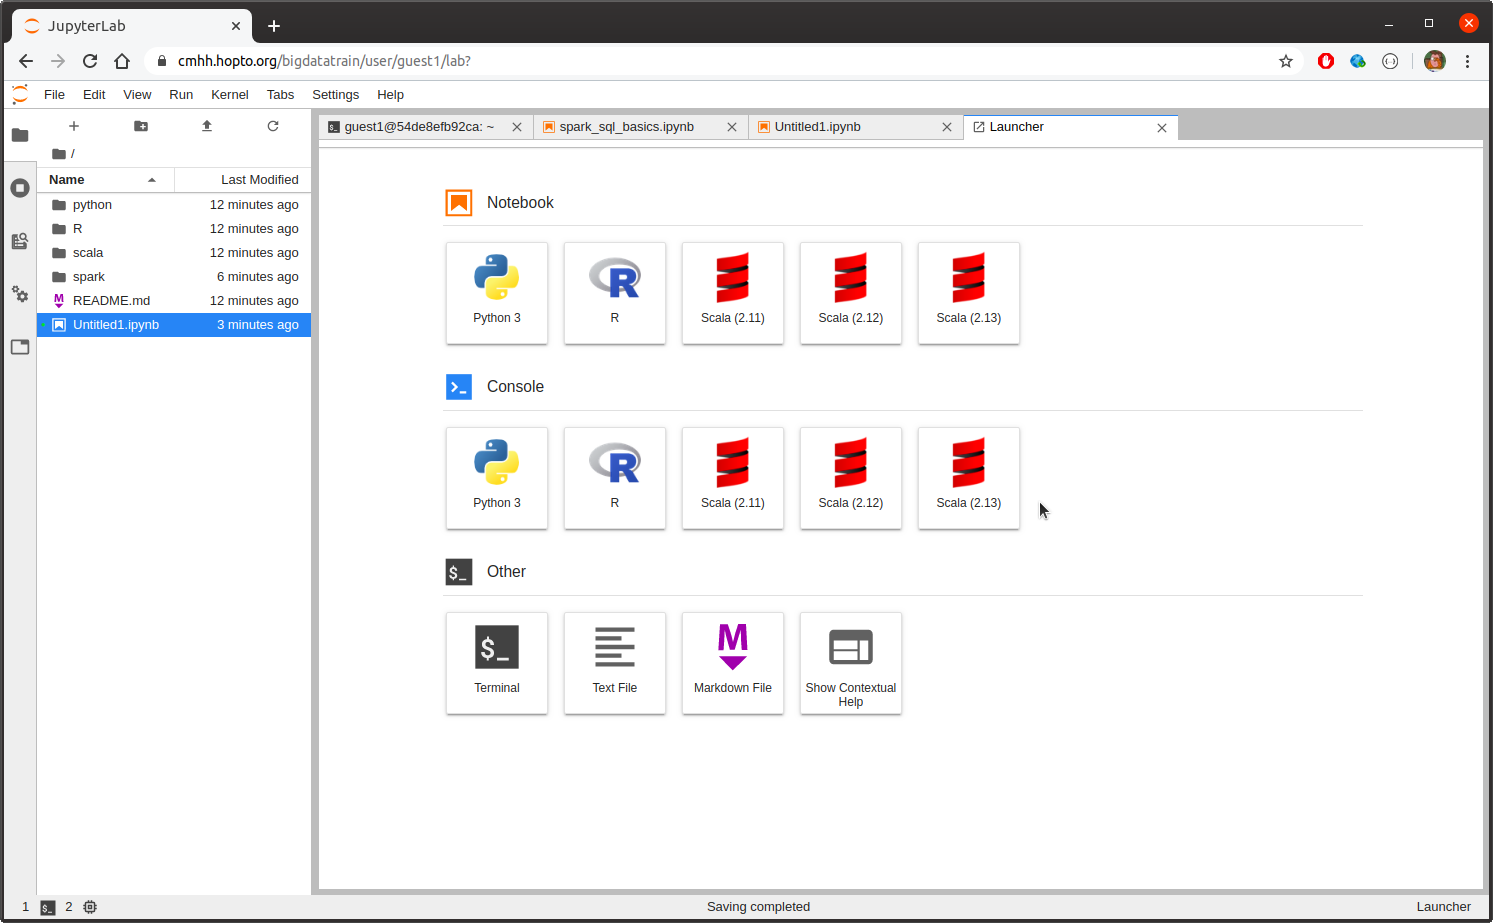 JupyterLab
cmhh.hopto.org/bigdatatrain/user/guest1/lab?
File Edit View Run Kernel Tabs Settings Help
guest1@54de8efb92ca: ~ spark_sql_basics.ipynb Untitled1.ipynb Launcher
/
Name Last Modified
python 12 minutes ago
R 12 minutes ago
scala 12 minutes ago
spark 6 minutes ago
README.md 12 minutes ago
Untitled1.ipynb 3 minutes ago
Notebook
Python 3 R Scala (2.11) Scala (2.12) Scala (2.13)
Console
Python 3 R Scala (2.11) Scala (2.12) Scala (2.13)
$_ Other
$_ M
Terminal Text File Markdown File Show Contextual
Help
1 $_ 2 Saving completed Launcher